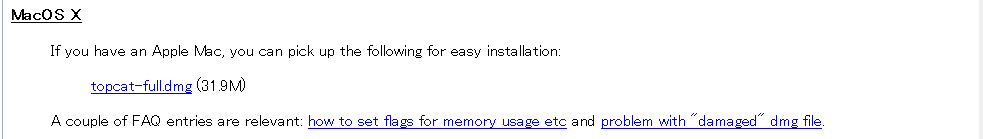 MacOS X
If you have an Apple Mac, you can pick up the following for easy installation:
topcat-full.dmg (31.9M)
A couple of FAQ entries are relevant: how to set flags for memory usage etc and problem with "damaged" dmg file.